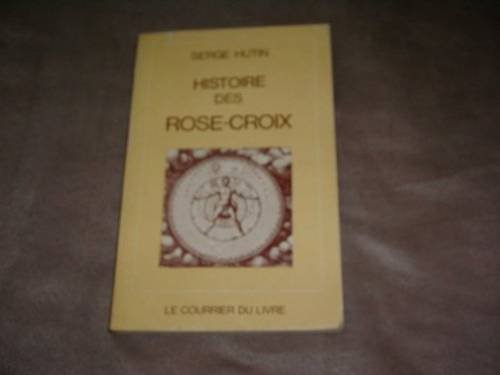 SERGE HUTIN
HISTOIRE
DES
ROSE-CROIX
LE COURRIER DU LIVRE